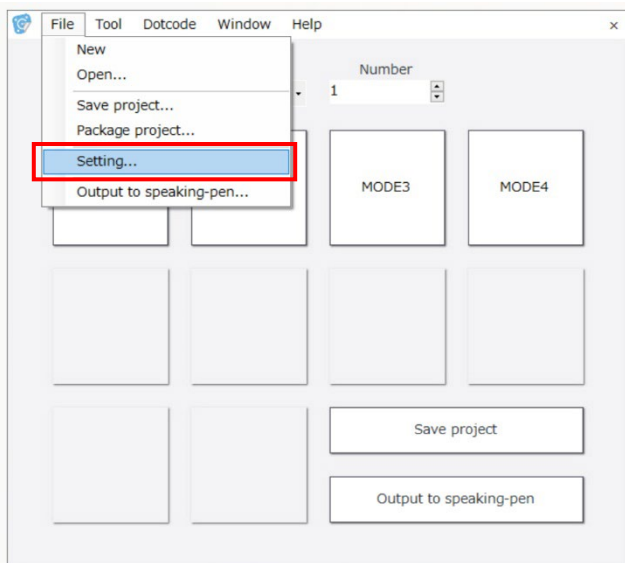 File Tool Dotcode Window Help ×
New
Open...
Number
1
Save project...
Package project...
Setting...
Output to speaking-pen...
MODE3 MODE4
Save project
Output to speaking-pen